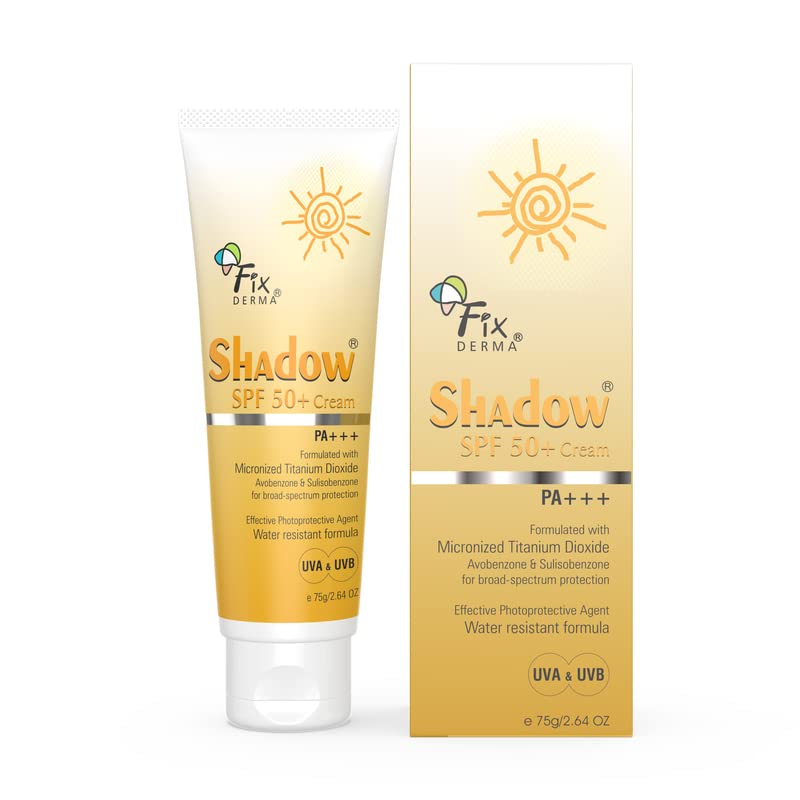 Fix
DERMA®
Shadow®
SPF 50+ Cream
PA+++
Formulated with
Micronized Titanium Dioxide
Avobenzone & Sulisobenzone
for broad-spectrum protection
Effective Photoprotective Agent
Water resistant formula
UVA & UVB
e 75g/2.64 OZ
Fix
DERMA®
Shadow®
SPF 50+ Cream
PA+++
Formulated with
Micronized Titanium Dioxide
Avobenzone & Sulisobenzone
for broad-spectrum protection
Effective Photoprotective Agent
Water resistant formula
UVA & UVB
e 75g/2.64 OZ